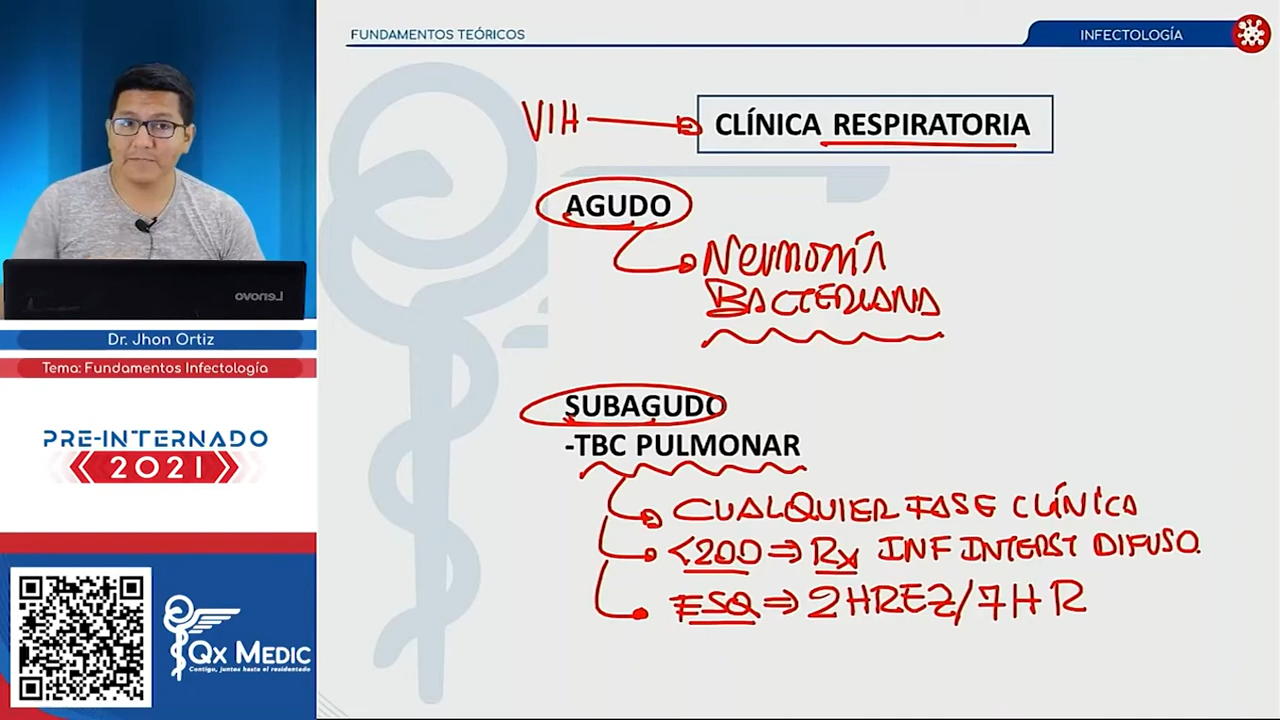 FUNDAMENTOS TEÓRICOS
INFECTOLOGÍA
VIH
CLÍNICA RESPIRATORIA
AGUDO
NEUMONÍA
BACTERIANA
SUBAGUDO
-TBC PULMONAR
CUALQUIER FASE CLÍNICA
<200 ⇒ Rx INF INTERST DIFUSO.
ESQ ⇒ 2HREZ/7HR
Lenovo
Dr. Jhon Ortiz
Tema: Fundamentos Infectología
PRE-INTERNADO
2021
QX MEDIC
Contigo, juntos hasta el residentado